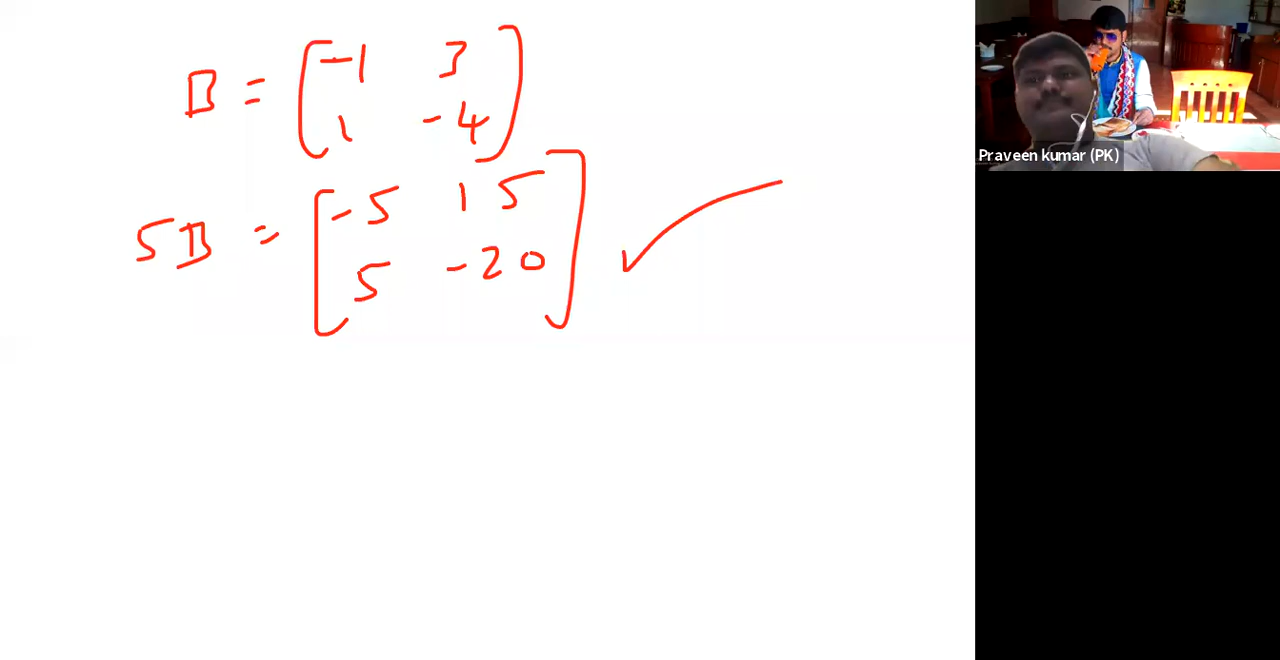 B = [-1 3
1 -4]
5B = [-5 15
5 -20] ✓
Praveen kumar (PK)